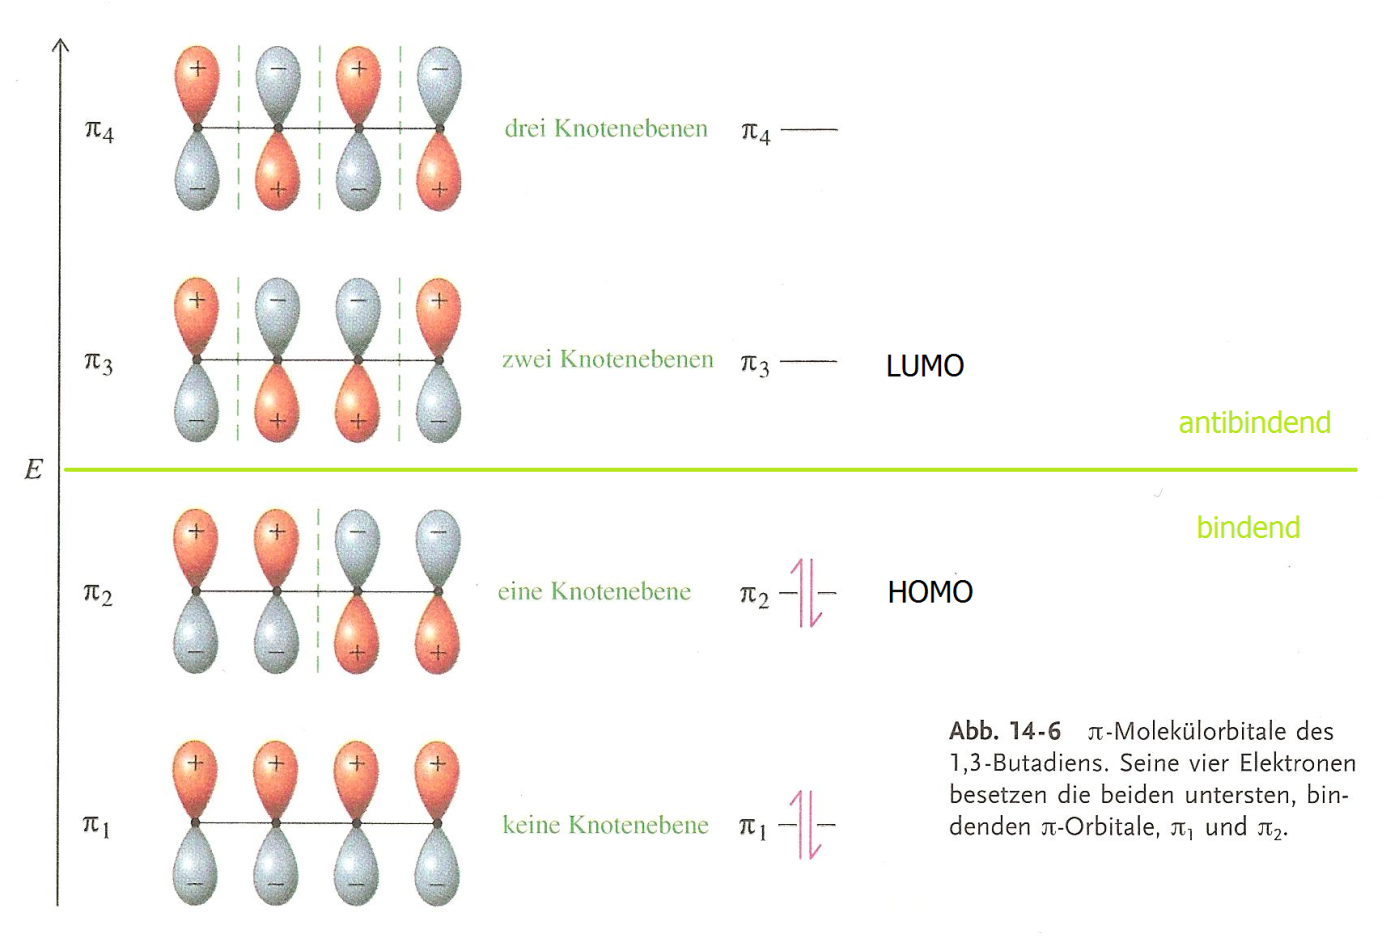 + − + −
π4 drei Knotenebenen π4
− + − +
+ − − +
π3 zwei Knotenebenen π3 LUMO
− + + −
antibindend
E
bindend
+ + − −
π2 eine Knotenebene π2 HOMO
− − + +
+ + + +
π1 keine Knotenebene π1
− − − −
Abb. 14-6 π-Molekülorbitale des
1,3-Butadiens. Seine vier Elektronen
besetzen die beiden untersten, bin-
denden π-Orbitale, π1 und π2.